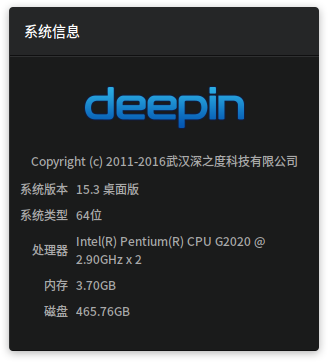 系统信息
deepin
Copyright (c) 2011-2016武汉深之度科技有限公司
系统版本 15.3 桌面版
系统类型 64位
处理器 Intel(R) Pentium(R) CPU G2020 @
2.90GHz x 2
内存 3.70GB
磁盘 465.76GB